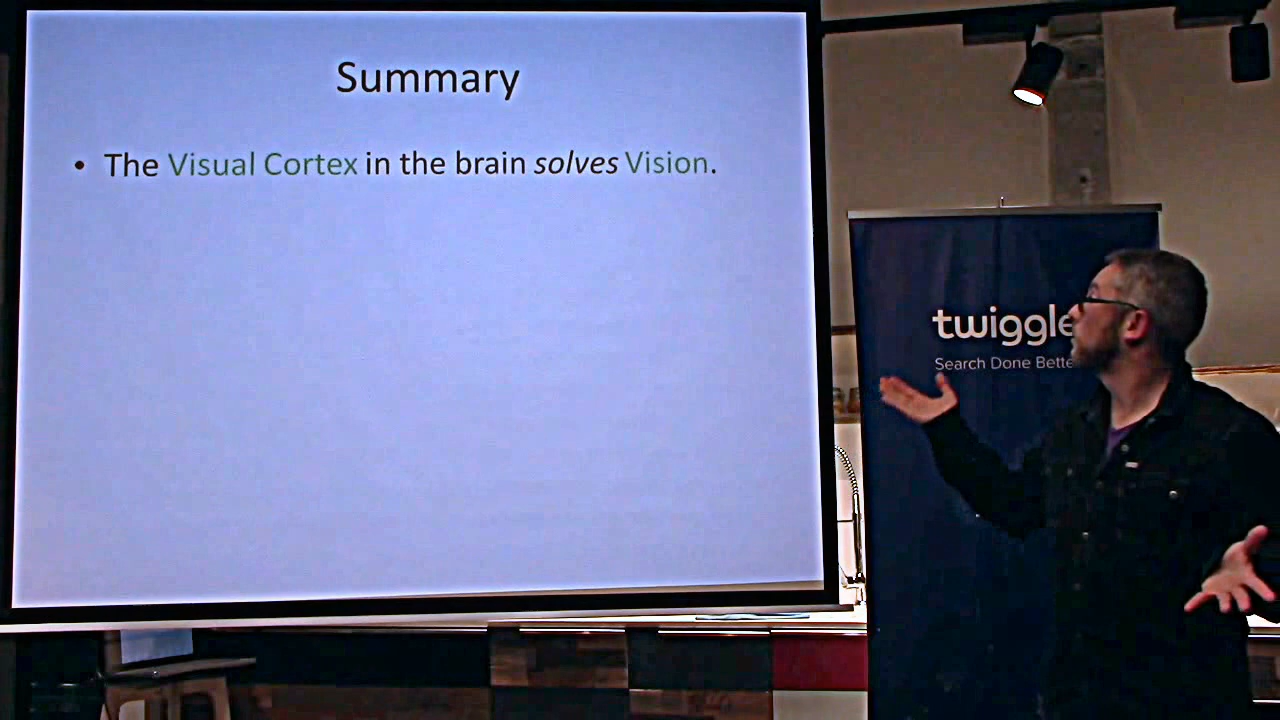 Summary
• The Visual Cortex in the brain solves Vision.
twiggle
Search Done Bette